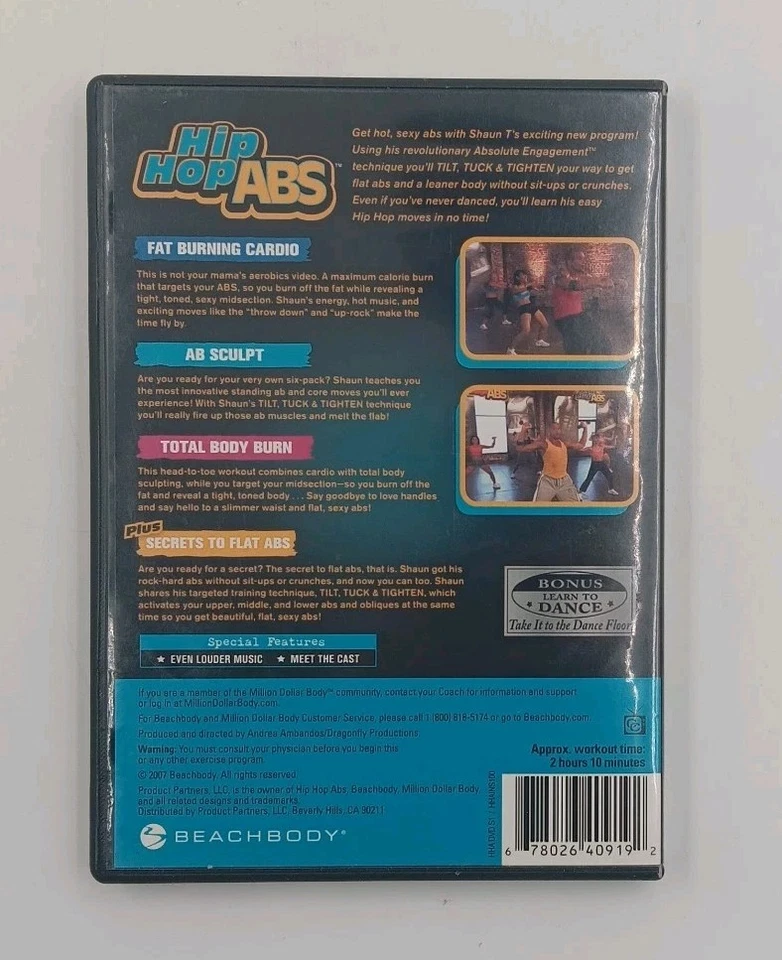 Hip
Hop ABS™
Get hot, sexy abs with Shaun T's exciting new program!
Using his revolutionary Absolute Engagement™
technique you'll TILT, TUCK & TIGHTEN your way to get
flat abs and a leaner body without sit-ups or crunches.
Even if you've never danced, you'll learn his easy
Hip Hop moves in no time!
FAT BURNING CARDIO
This is not your mama's aerobics video. A maximum calorie burn
that targets your ABS, so you burn off the fat while revealing a
tight, toned, sexy midsection. Shaun's energy, hot music, and
exciting moves like the "throw down" and "up-rock" make the
time fly by.
AB SCULPT
Are you ready for your very own six-pack? Shaun teaches you
the most innovative standing ab and core moves you'll ever
experience! With Shaun's TILT, TUCK & TIGHTEN technique
you'll really fire up those ab muscles and melt the flab!
ABS
ABS
TOTAL BODY BURN
This head-to-toe workout combines cardio with total body
sculpting, while you target your midsection—so you burn off the
fat and reveal a tight, toned body . . . Say goodbye to love handles
and say hello to a slimmer waist and flat, sexy abs!
Plus
SECRETS TO FLAT ABS
Are you ready for a secret? The secret to flat abs, that is. Shaun got his
rock-hard abs without sit-ups or crunches, and now you can too. Shaun
shares his targeted training technique, TILT, TUCK & TIGHTEN, which
activates your upper, middle, and lower abs and obliques at the same
time so you get beautiful, flat, sexy abs!
BONUS
LEARN TO
DANCE
Take It to the Dance Floor
Special Features
★ EVEN LOUDER MUSIC ★ MEET THE CAST
If you are a member of the Million Dollar Body™ community, contact your Coach for information and support
or log in at MillionDollarBody.com.
For Beachbody and Million Dollar Body Customer Service, please call 1 (800) 818-5174 or go to Beachbody.com.
Produced and directed by Andrea Ambandos/Dragonfly Productions
Warning: You must consult your physician before you begin this
or any other exercise program.
© 2007 Beachbody. All rights reserved.
Product Partners, LLC, is the owner of Hip Hop Abs, Beachbody, Million Dollar Body,
and all related designs and trademarks.
Distributed by Product Partners, LLC, Beverly Hills, CA 90211
BEACHBODY®
Approx. workout time:
2 hours 10 minutes
6 78026 40919 2